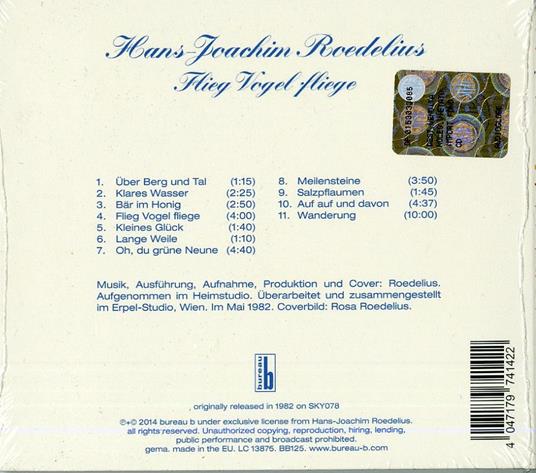 Hans-Joachim Roedelius
Flieg Vogel fliege
1. Über Berg und Tal (1:15)
2. Klares Wasser (2:25)
3. Bär im Honig (2:50)
4. Flieg Vogel fliege (4:00)
5. Kleines Glück (1:40)
6. Lange Weile (1:10)
7. Oh, du grüne Neune (4:40)
8. Meilensteine (3:50)
9. Salzpflaumen (1:45)
10. Auf auf und davon (4:37)
11. Wanderung (10:00)
Musik, Ausführung, Aufnahme, Produktion und Cover: Roedelius.
Aufgenommen im Heimstudio. Überarbeitet und zusammengestellt
im Erpel-Studio, Wien. Im Mai 1982. Coverbild: Rosa Roedelius.
bureau b
originally released in 1982 on SKY078
℗+© 2014 bureau b under exclusive license from Hans-Joachim Roedelius.
all rights reserved. Unauthorized copying, reproduction, hiring, lending,
public performance and broadcast prohibited.
gema. made in the EU. LC 13875. BB125. www.bureau-b.com
4 047179 741422
CD